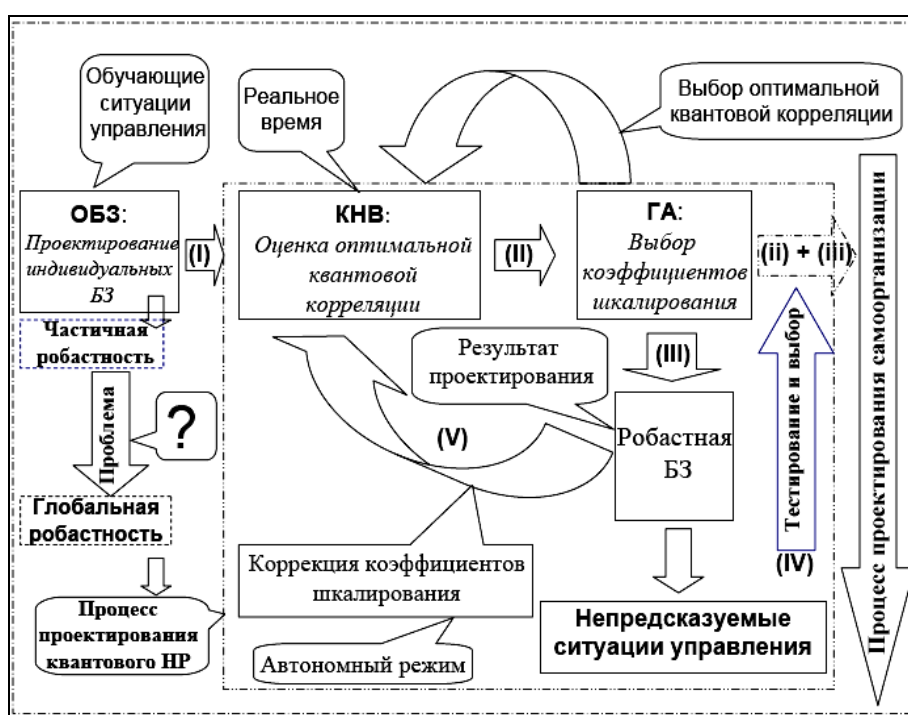 Обучающие
ситуации
управления
Реальное
время
Выбор оптимальной
квантовой корреляции
ОБЗ:
Проектирование
индивидуальных
БЗ
(I)
КНВ:
Оценка оптимальной
квантовой
корреляции
(II)
ГА:
Выбор
коэффициентов
шкалирования
(ii) + (iii)
Частичная
робастность
Проблема
?
Глобальная
робастность
Процесс
проектирования
квантового НР
Результат
проектирования
(III)
(V)
Робастная
БЗ
Тестирование и выбор
(IV)
Коррекция коэффициентов
шкалирования
Автономный режим
Непредсказуемые
ситуации управления
Процесс проектирования самоорганизации